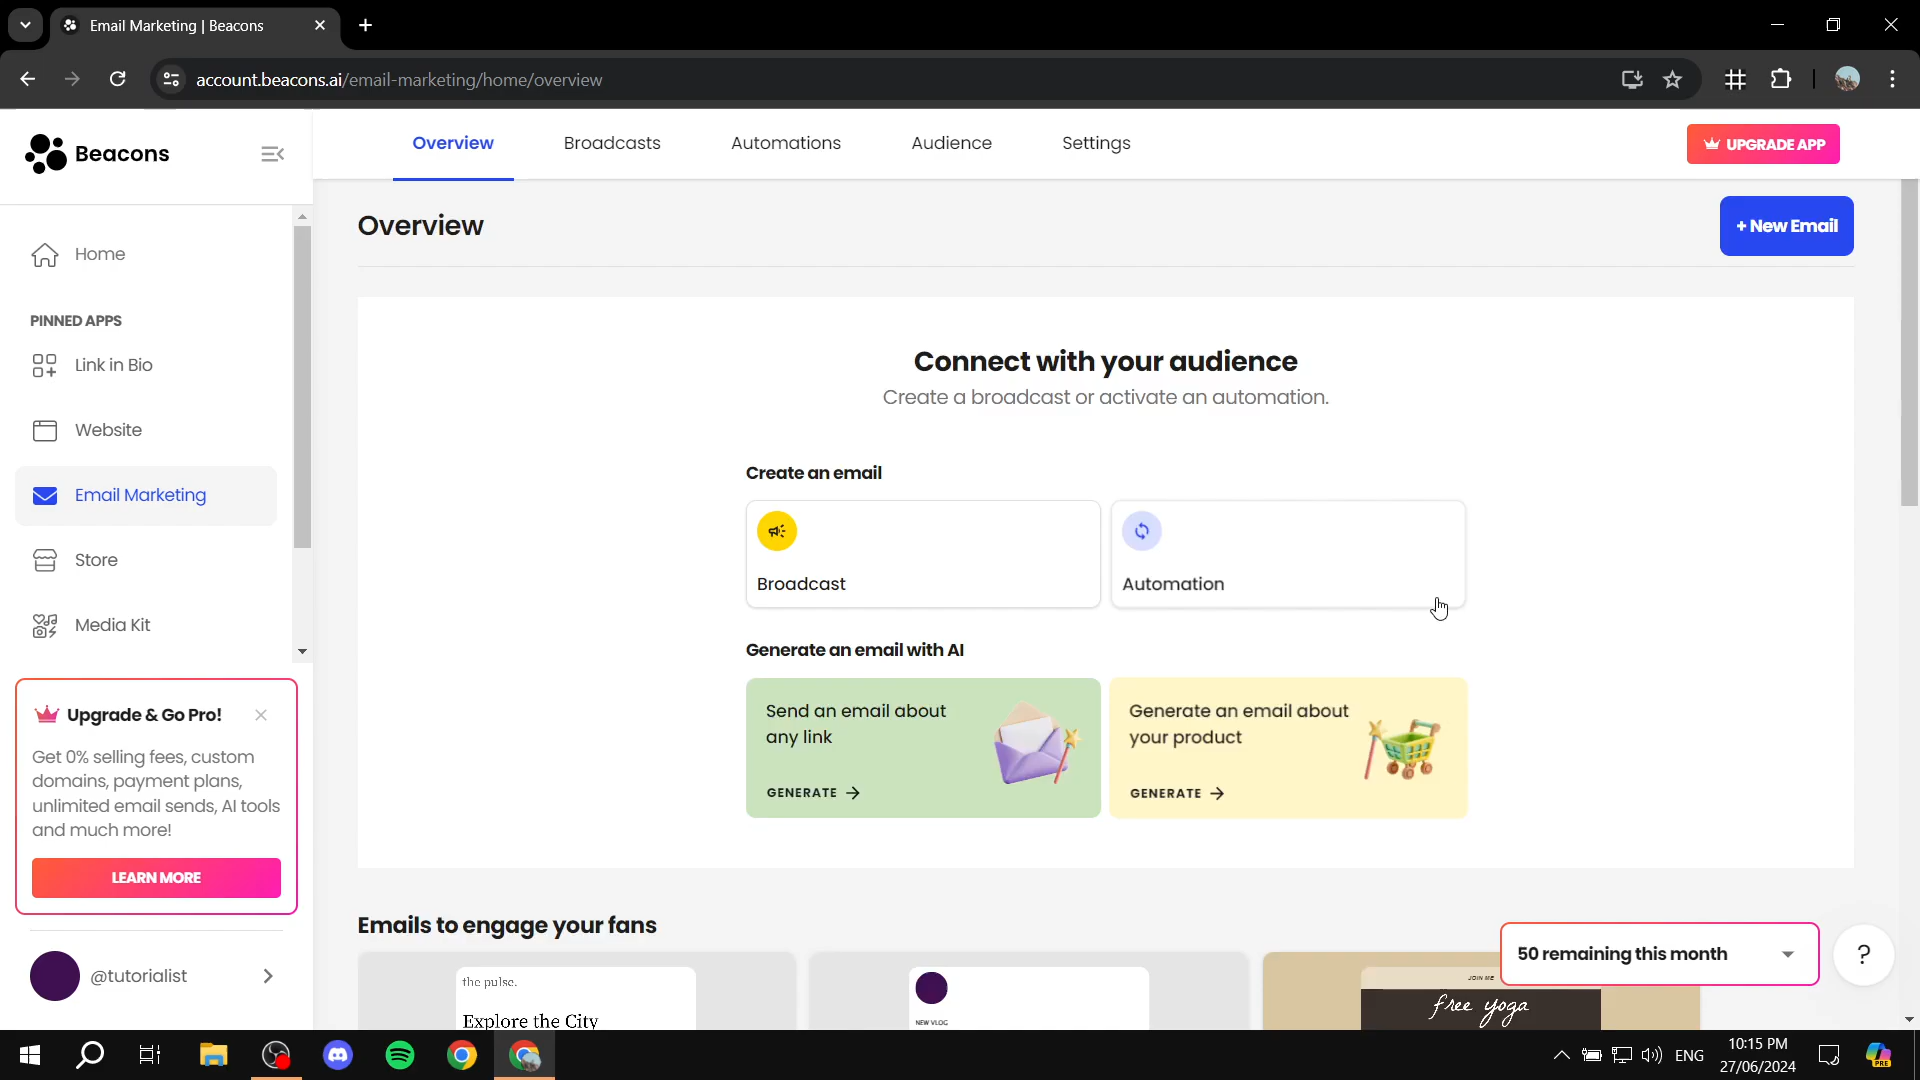 Email Marketing | Beacons
account.beacons.ai/email-marketing/home/overview
Beacons
Overview
Broadcasts
Automations
Audience
Settings
UPGRADE APP
Home
PINNED APPS
Link in Bio
Website
Email Marketing
Store
Media Kit
Upgrade & Go Pro!
Get 0% selling fees, custom
domains, payment plans,
unlimited email sends, AI tools
and much more!
LEARN MORE
@tutorialist
Overview
+ New Email
Connect with your audience
Create a broadcast or activate an automation.
Create an email
Broadcast
Automation
Generate an email with AI
Send an email about
any link
GENERATE
Generate an email about
your product
GENERATE
Emails to engage your fans
the pulse.
Explore the City
NEW VLOG
JOIN ME
free yoga
50 remaining this month
?
ENG
10:15 PM
27/06/2024
PRE